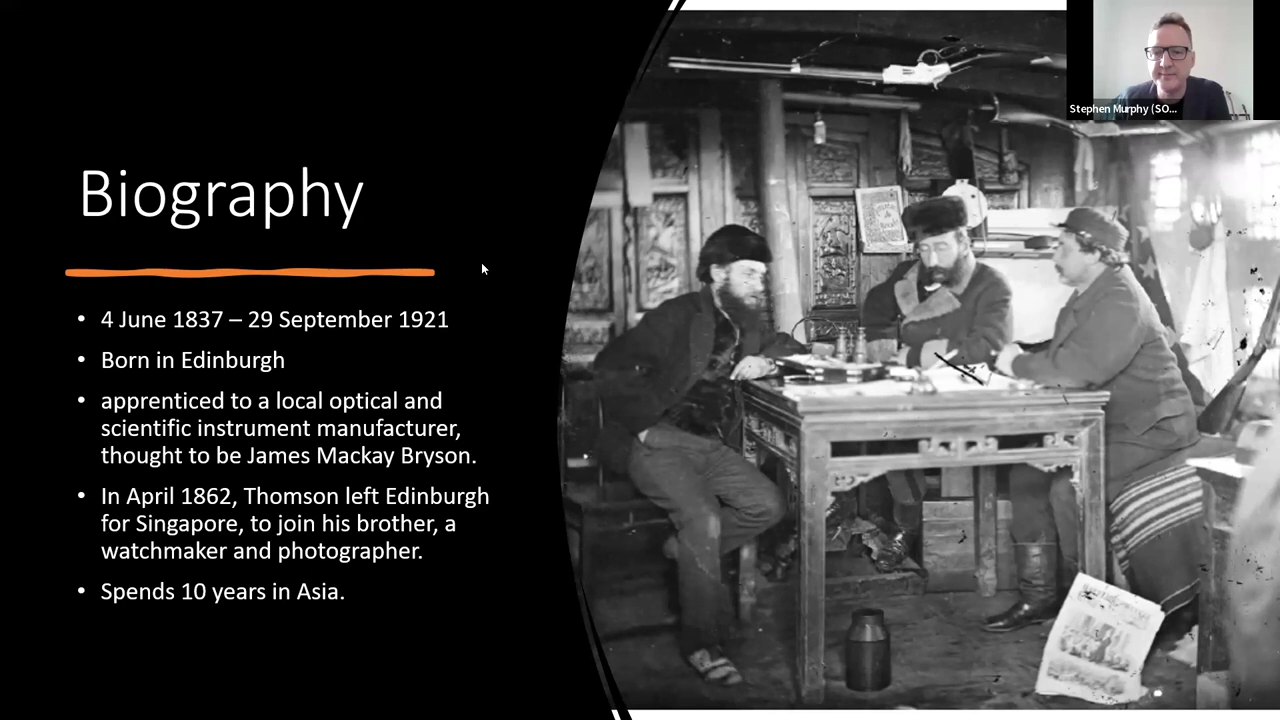 Stephen Murphy (SO...
Biography
• 4 June 1837 – 29 September 1921
• Born in Edinburgh
• apprenticed to a local optical and
scientific instrument manufacturer,
thought to be James Mackay Bryson.
• In April 1862, Thomson left Edinburgh
for Singapore, to join his brother, a
watchmaker and photographer.
• Spends 10 years in Asia.